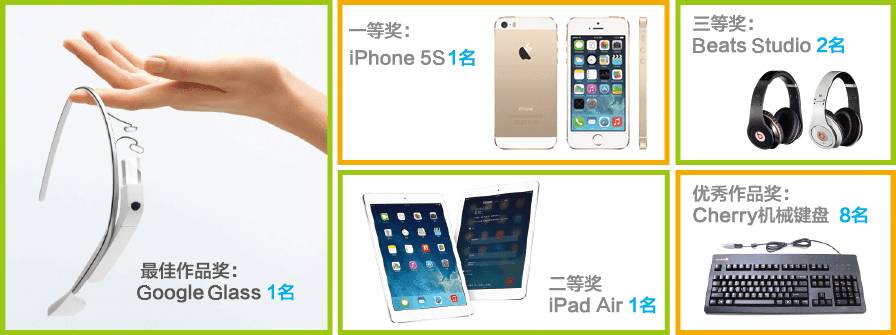 最佳作品奖：
Google Glass 1名
一等奖：
iPhone 5S 1名
二等奖
iPad Air 1名
三等奖：
Beats Studio 2名
优秀作品奖：
Cherry机械键盘 8名